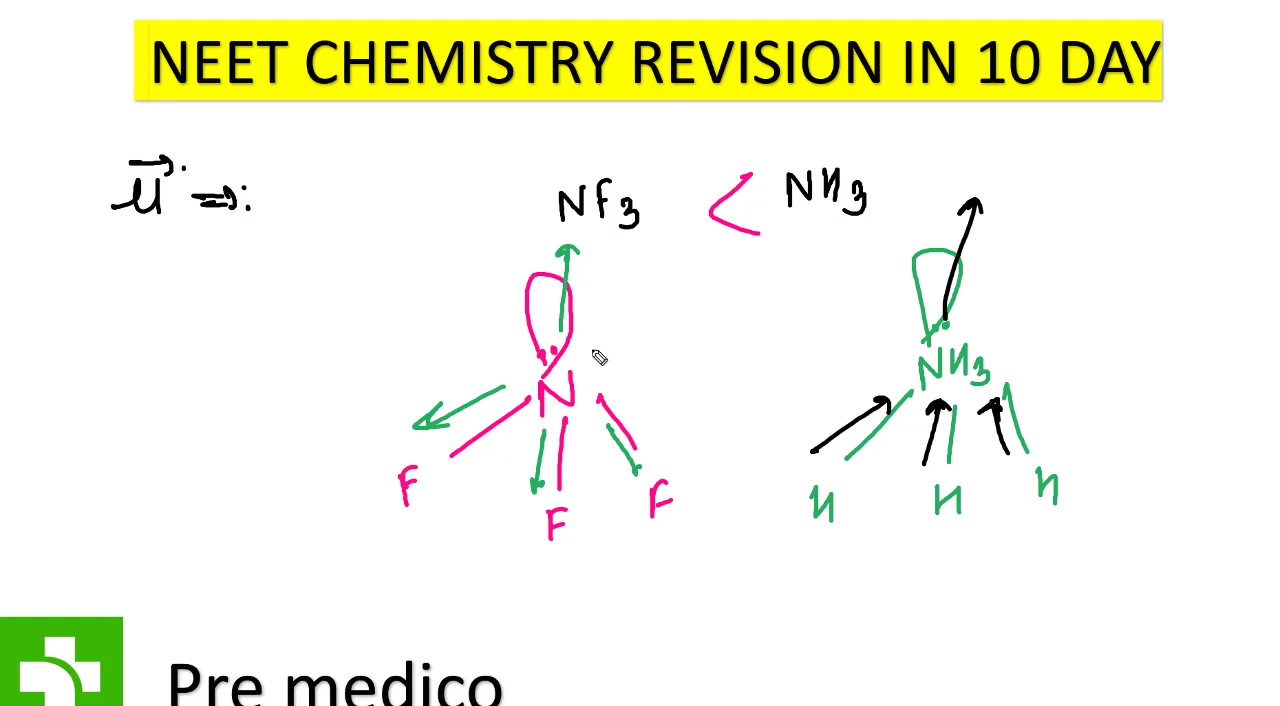 NEET CHEMISTRY REVISION IN 10 DAY
μ⃗ ⇒:
NF3 < NH3
N
NH3
F F F
H H H
Pre medico